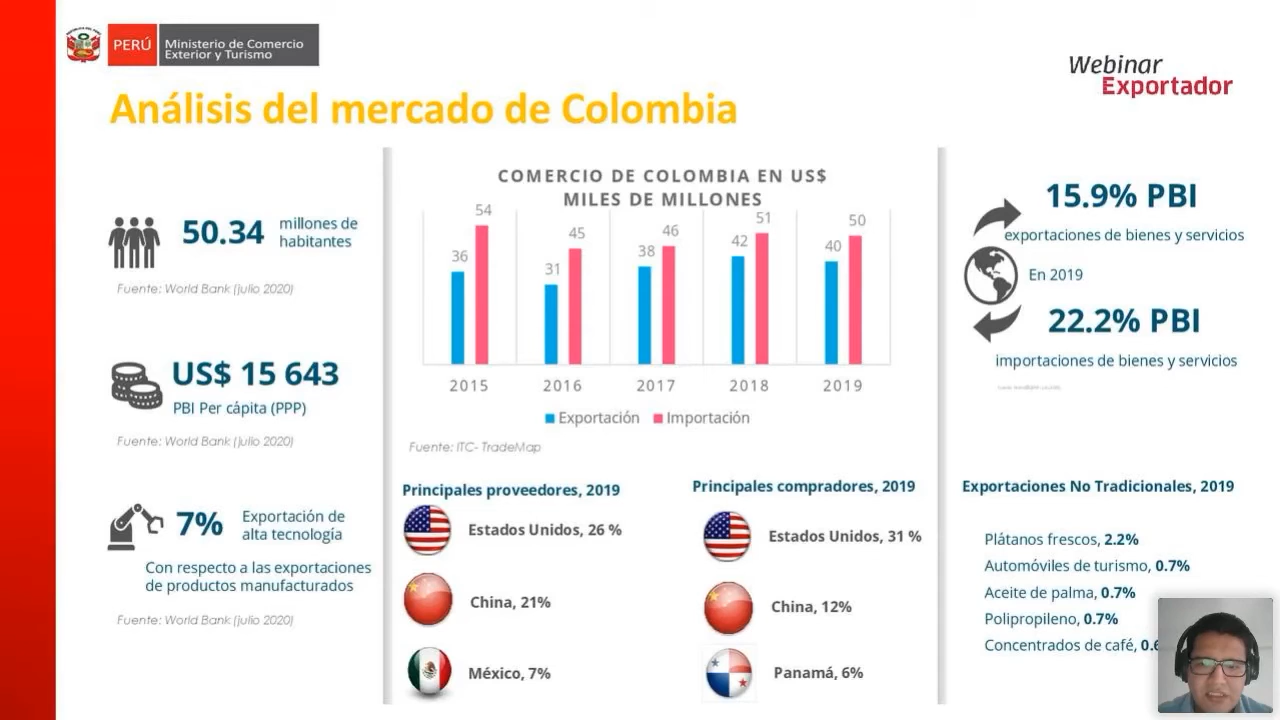 PERÚ
Ministerio de Comercio
Exterior y Turismo
Webinar
Exportador
Análisis del mercado de Colombia
50.34
millones de
habitantes
Fuente: World Bank (julio 2020)
US$ 15 643
PBI Per cápita (PPP)
Fuente: World Bank (julio 2020)
7%
Exportación de
alta tecnología
Con respecto a las exportaciones
de productos manufacturados
Fuente: World Bank (julio 2020)
COMERCIO DE COLOMBIA EN US$
MILES DE MILLONES
36 54 31 45 38 46 42 51 40 50
2015 2016 2017 2018 2019
Exportación Importación
Fuente: ITC- TradeMap
Principales proveedores, 2019
Estados Unidos, 26 %
China, 21%
México, 7%
Principales compradores, 2019
Estados Unidos, 31 %
China, 12%
Panamá, 6%
15.9% PBI
exportaciones de bienes y servicios
En 2019
22.2% PBI
importaciones de bienes y servicios
Exportaciones No Tradicionales, 2019
Plátanos frescos, 2.2%
Automóviles de turismo, 0.7%
Aceite de palma, 0.7%
Polipropileno, 0.7%
Concentrados de café,